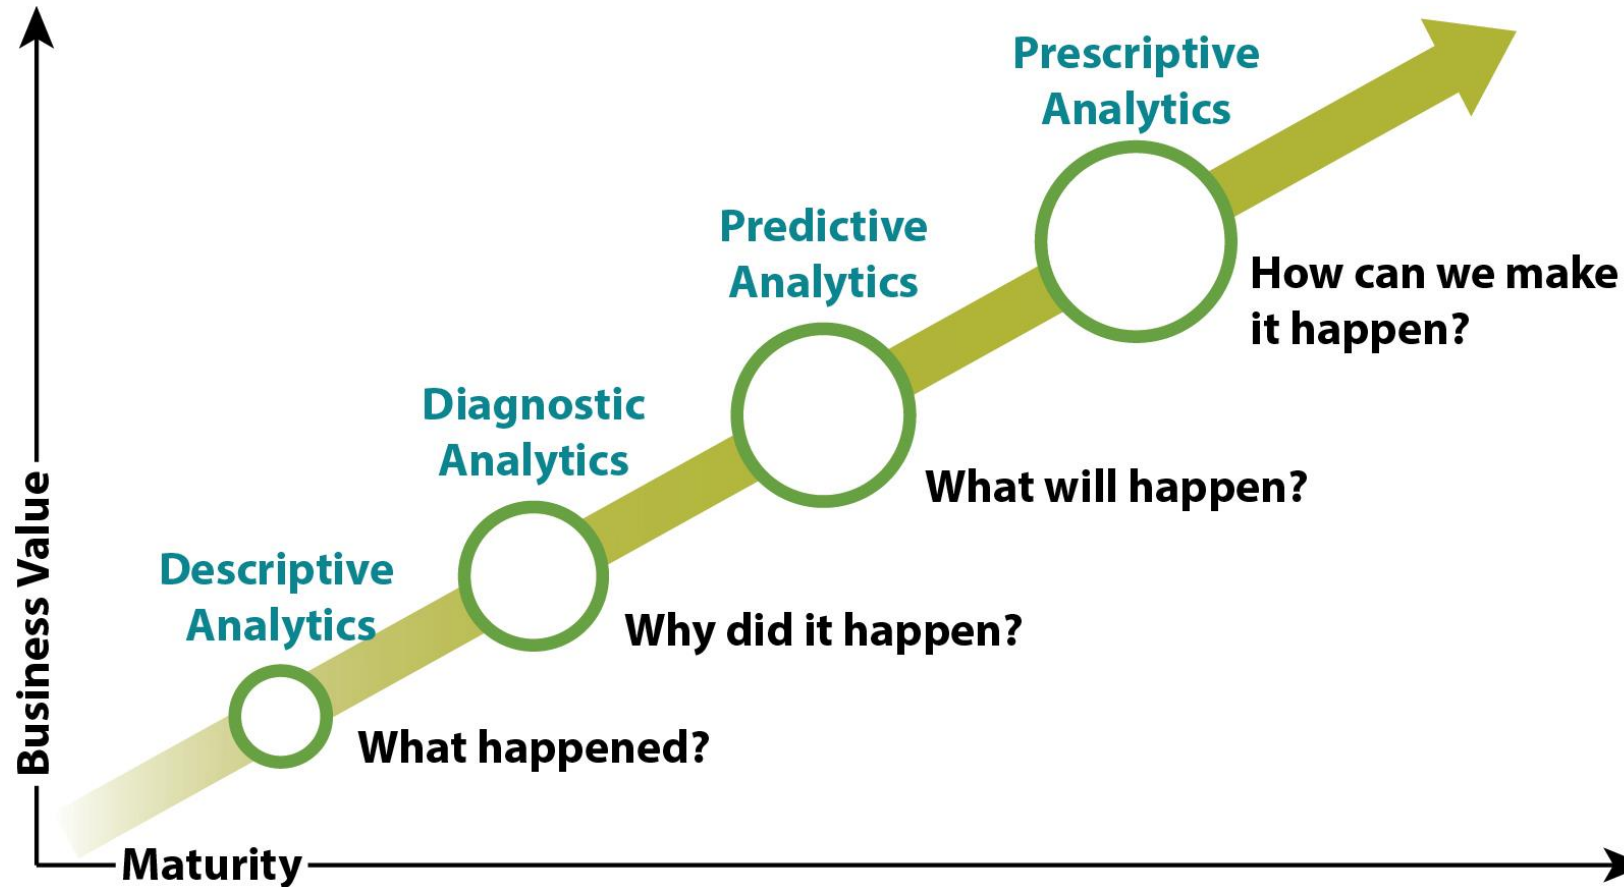 Prescriptive
Analytics
How can we make
it happen?
Predictive
Analytics
What will happen?
Diagnostic
Analytics
Why did it happen?
Descriptive
Analytics
What happened?
Business Value
Maturity